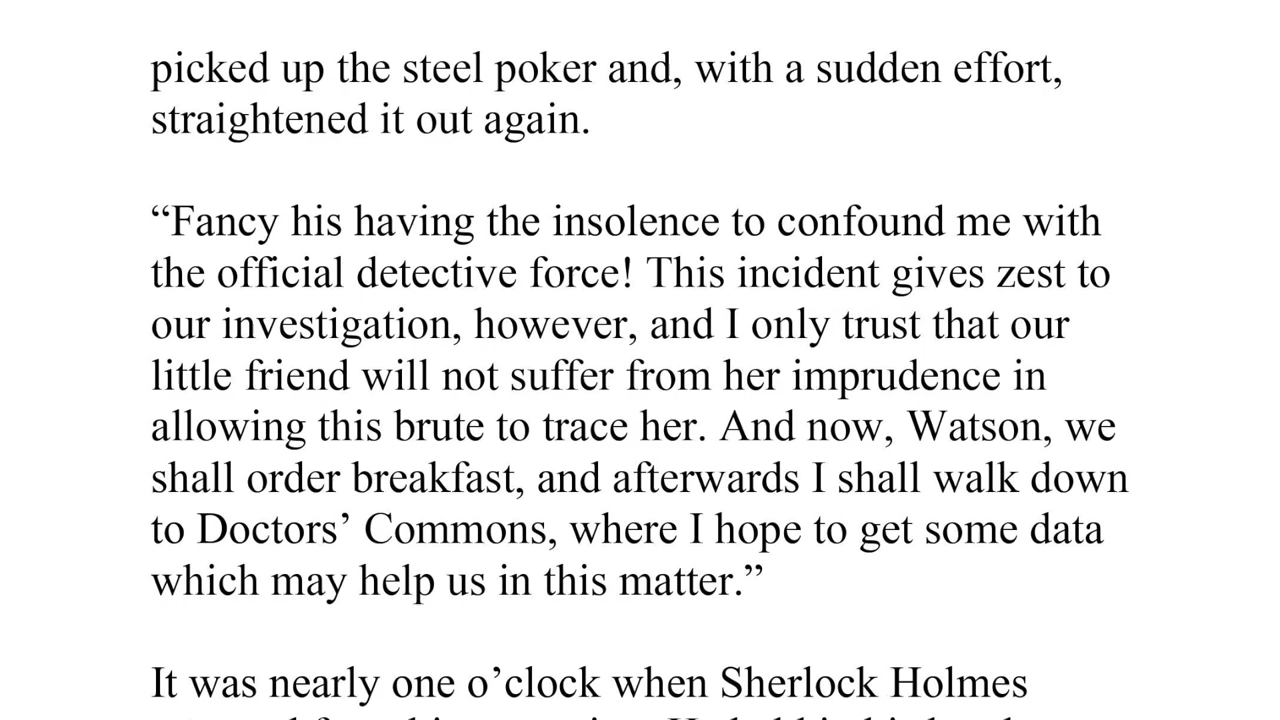 picked up the steel poker and, with a sudden effort,
straightened it out again.
“Fancy his having the insolence to confound me with
the official detective force! This incident gives zest to
our investigation, however, and I only trust that our
little friend will not suffer from her imprudence in
allowing this brute to trace her. And now, Watson, we
shall order breakfast, and afterwards I shall walk down
to Doctors’ Commons, where I hope to get some data
which may help us in this matter.”
It was nearly one o’clock when Sherlock Holmes